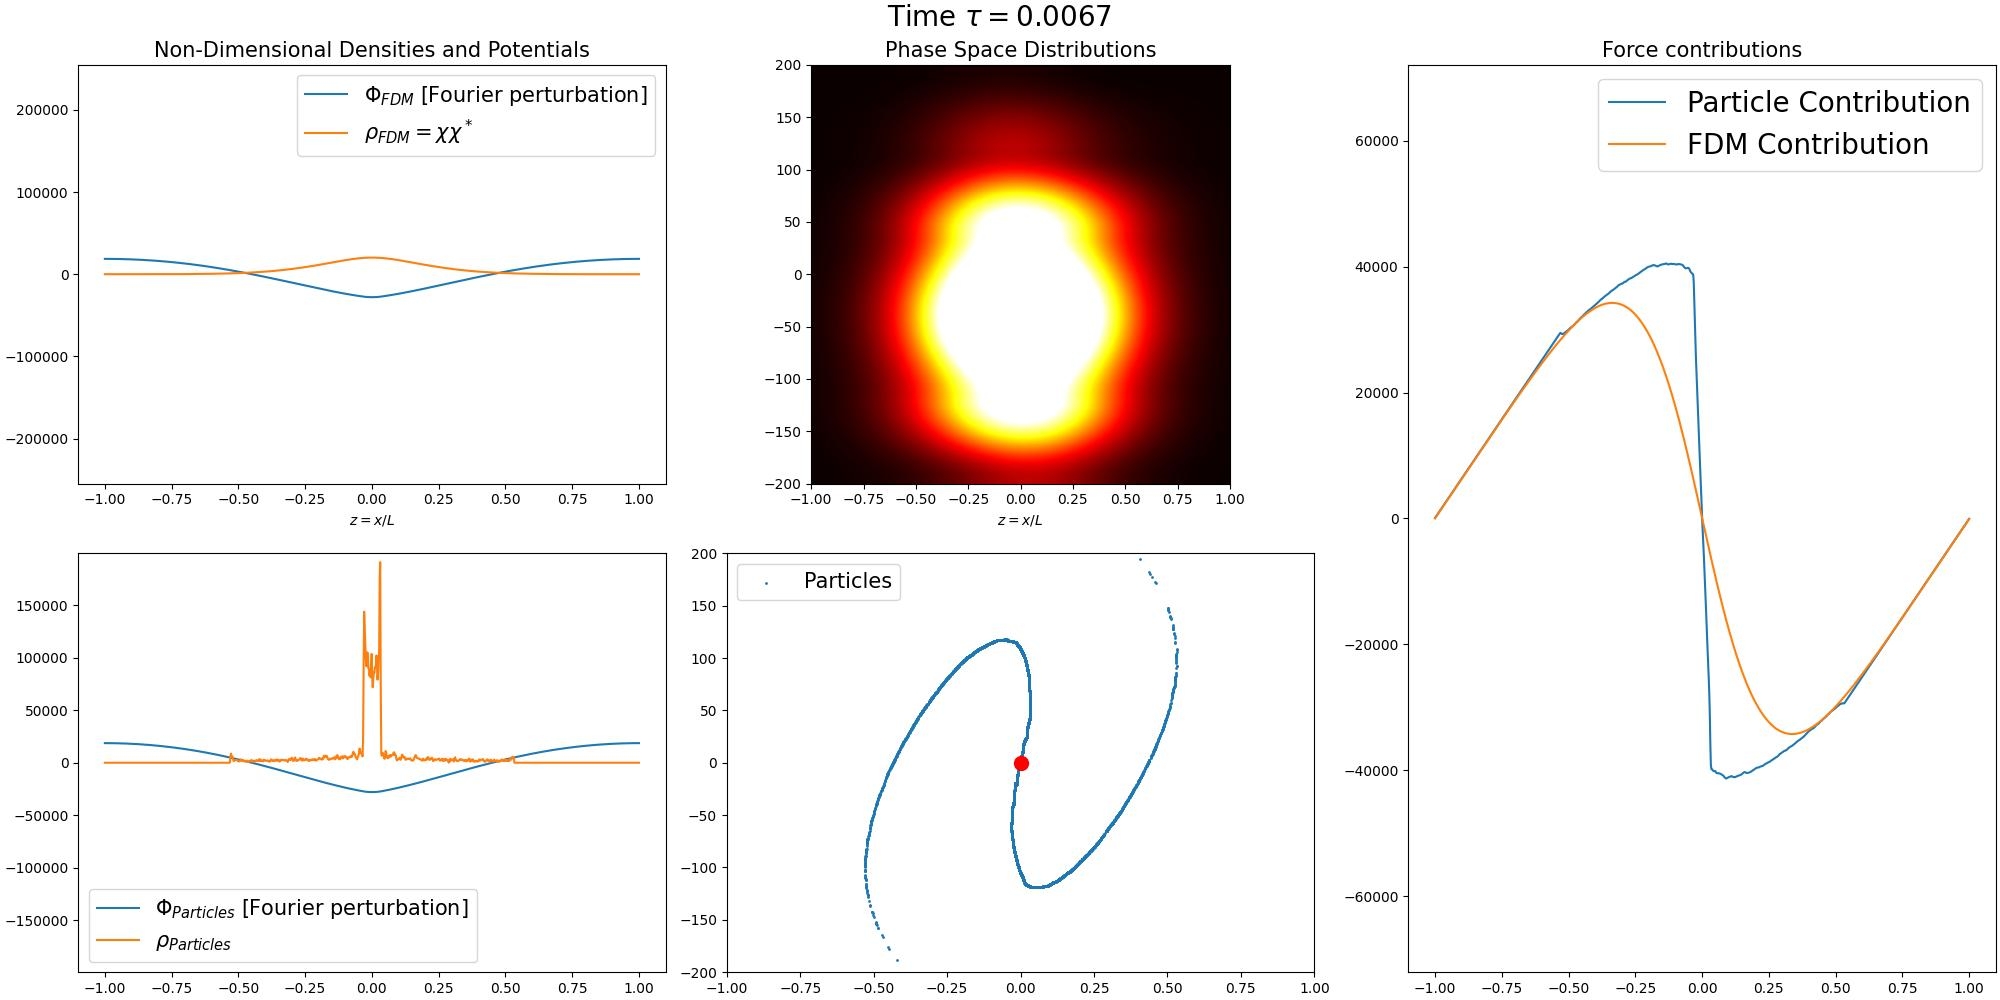 Time τ = 0.0067
Non-Dimensional Densities and Potentials
Φ_FDM [Fourier perturbation]
ρ_FDM = χχ*
200000
100000
0
−100000
−200000
−1.00 −0.75 −0.50 −0.25 0.00 0.25 0.50 0.75 1.00
z = x/L
Phase Space Distributions
200
150
100
50
0
−50
−100
−150
−200
−1.00 −0.75 −0.50 −0.25 0.00 0.25 0.50 0.75 1.00
z = x/L
Force contributions
Particle Contribution
FDM Contribution
60000
40000
20000
0
−20000
−40000
−60000
−1.00 −0.75 −0.50 −0.25 0.00 0.25 0.50 0.75 1.00
150000
100000
50000
0
−50000
−100000
−150000
Φ_Particles [Fourier perturbation]
ρ_Particles
−1.00 −0.75 −0.50 −0.25 0.00 0.25 0.50 0.75 1.00
Particles
200
150
100
50
0
−50
−100
−150
−200
−1.00 −0.75 −0.50 −0.25 0.00 0.25 0.50 0.75 1.00